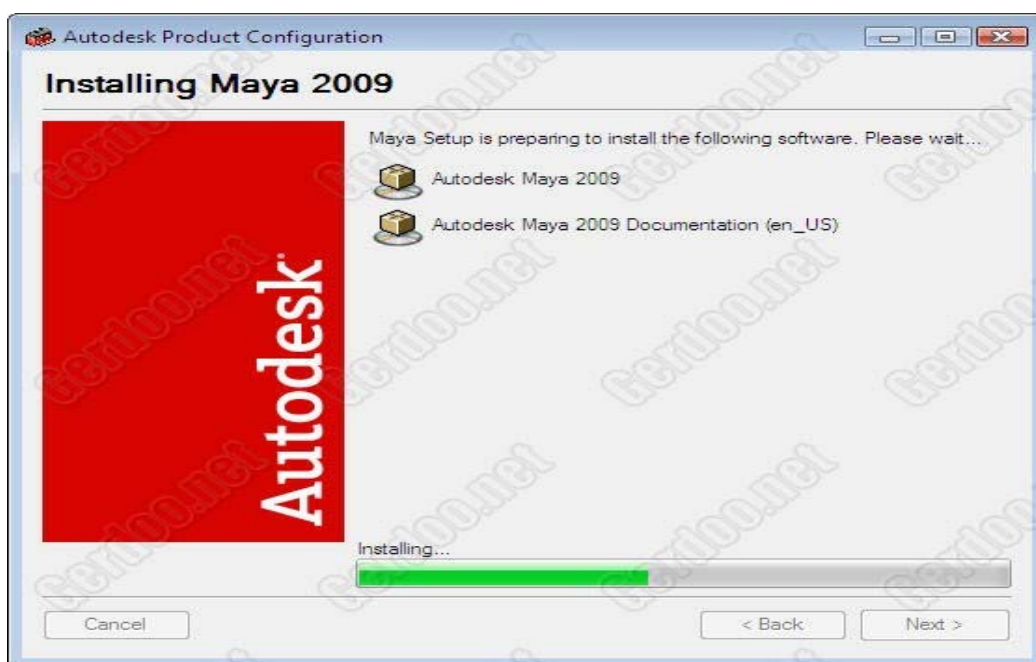 Autodesk Product Configuration
Installing Maya 2009
Maya Setup is preparing to install the following software. Please wait...
Autodesk Maya 2009
Autodesk Maya 2009 Documentation (en_US)
Autodesk
Installing...
Cancel
< Back
Next >
Gerdoo.net